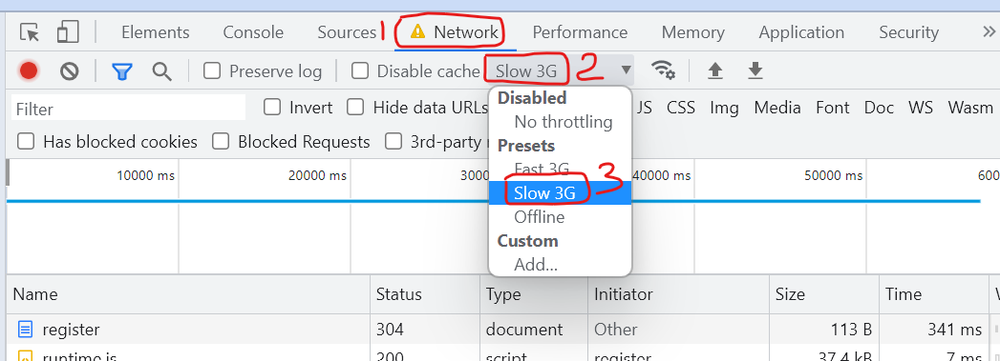 Elements Console Sources 1 Network Performance Memory Application Security »
Preserve log Disable cache Slow 3G 2
Filter Invert Hide data URLs JS CSS Img Media Font Doc WS Wasm
Has blocked cookies Blocked Requests 3rd-party
Disabled
No throttling
Presets
Fast 3G
Slow 3G 3
Offline
Custom
Add...
10000 ms 20000 ms 3000 40000 ms 50000 ms 600
Name Status Type Initiator Size Time
register 304 document Other 113 B 341 ms
runtime.js 200 script register 37.4 kB 7 ms